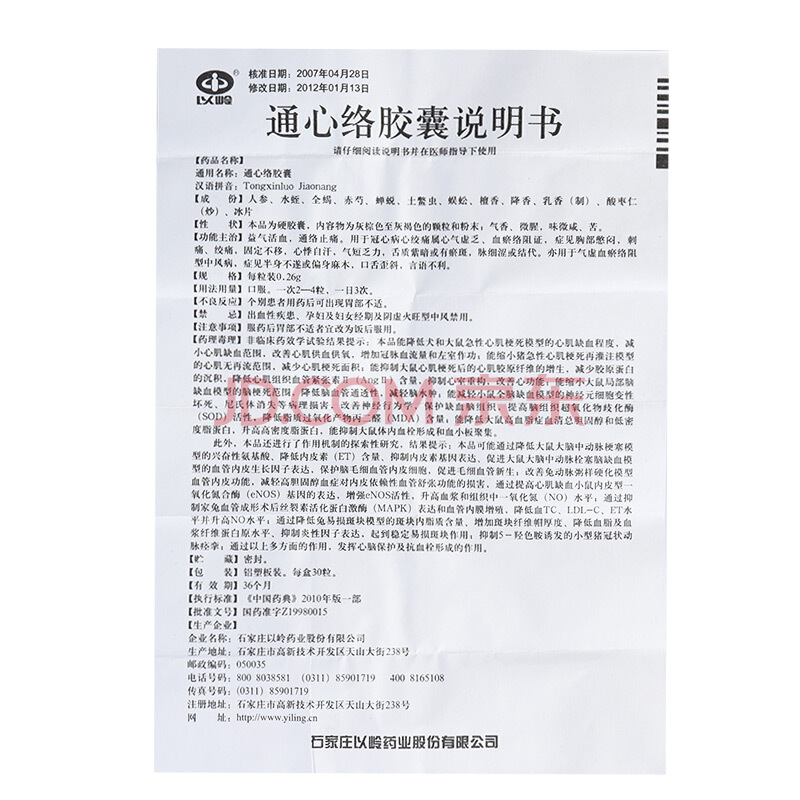 以岭®
核准日期：2007年04月28日
修改日期：2012年01月13日
通心络胶囊说明书
请仔细阅读说明书并在医师指导下使用
【药品名称】
通用名称：通心络胶囊
汉语拼音：Tongxinluo Jiaonang
【成　份】人参、水蛭、全蝎、赤芍、蝉蜕、土鳖虫、蜈蚣、檀香、降香、乳香（制）、酸枣仁
（炒）、冰片
【性　状】本品为硬胶囊，内容物为灰棕色至灰褐色的颗粒和粉末；气香、微腥，味微咸、苦。
【功能主治】益气活血，通络止痛。用于冠心病心绞痛属心气虚乏、血瘀络阻证，症见胸部憋闷，刺
痛、绞痛，固定不移，心悸自汗，气短乏力，舌质紫暗或有瘀斑，脉细涩或结代。亦用于气虚血瘀络阻
型中风病，症见半身不遂或偏身麻木，口舌歪斜，言语不利。
【规　格】每粒装0.26g
【用法用量】口服。一次2—4粒，一日3次。
【不良反应】个别患者用药后可出现胃部不适。
【禁　忌】出血性疾患、孕妇及妇女经期及阴虚火旺型中风禁用。
【注意事项】服药后胃部不适者宜改为饭后服用。
【药理毒理】非临床药效学试验结果提示：本品能降低犬和大鼠急性心肌梗死模型的心肌缺血程度，减
小心肌缺血范围，改善心肌供血供氧，增加冠脉血流量和左室作功；能缩小猪急性心肌梗死再灌注模型
的心肌无再流范围，减少心肌梗死面积；能抑制大鼠心肌梗死后的心肌胶原纤维的增生，减少胶原蛋白
的沉积，降低心肌组织血管紧张素Ⅱ（AngⅡ）含量，抑制心室重构，改善心功能；能缩小大鼠局部脑
缺血模型的脑梗死范围，降低脑血管通透性，减轻脑水肿；能减轻小鼠全脑缺血模型的神经元细胞变性
坏死、尼氏体消失等病理损害，改善神经行为，保护缺血脑组织，提高脑组织超氧化物歧化酶
（SOD）活性，降低脂质过氧化产物丙二醛（MDA）含量；能降低大鼠高血脂症血清总胆固醇和低密
度脂蛋白，升高高密度脂蛋白，能抑制大鼠体内血栓形成和血小板聚集。
此外，本品还进行了作用机制的探索性研究，结果提示：本品可能通过降低大鼠大脑中动脉梗塞模
型的兴奋性氨基酸、降低内皮素（ET）含量、抑制内皮素基因表达、促进大鼠大脑中动脉栓塞脑缺血模
型的血管内皮生长因子表达，保护脑毛细血管内皮细胞，促进毛细血管新生；改善兔动脉粥样硬化模型
血管内皮功能，减轻高胆固醇血症对内皮依赖性血管舒张功能的损害，通过提高心肌缺血小鼠内皮型一
氧化氮合酶（eNOS）基因的表达，增强eNOS活性，升高血浆和组织中一氧化氮（NO）水平；通过抑
制家兔血管成形术后丝裂素活化蛋白激酶（MAPK）表达和血管内膜增殖，降低血TC、LDL-C、ET水
平并升高NO水平；通过降低兔易损斑块模型的斑块内脂质含量、增加斑块纤维帽厚度、降低血脂及血
浆纤维蛋白原水平、抑制炎性因子表达，起到稳定易损斑块作用；抑制5－羟色胺诱发的小型猪冠状动
脉痉挛；通过以上多方面的作用，发挥心脑保护及抗血栓形成的作用。
【贮　藏】密封。
【包　装】铝塑板装。每盒30粒。
【有 效 期】36个月
【执行标准】《中国药典》2010年版一部
【批准文号】国药准字Z19980015
【生产企业】
企业名称：石家庄以岭药业股份有限公司
生产地址：石家庄市高新技术开发区天山大街238号
邮政编码：050035
电话号码：800 8038581　(0311) 85901719　400 8165108
传真号码：(0311) 85901719
注册地址：石家庄市高新技术开发区天山大街238号
网　址：http://www.yiling.cn
石家庄以岭药业股份有限公司
JD.COM 京东